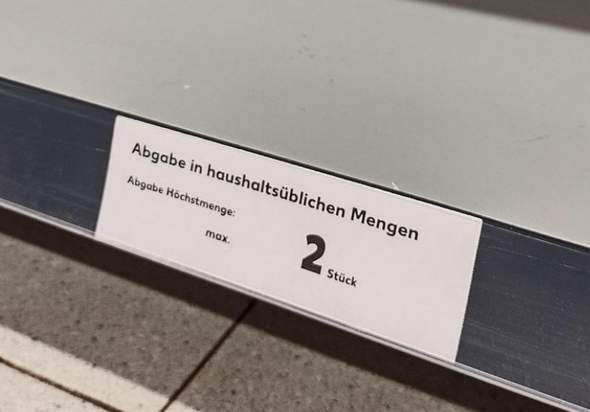 Abgabe in haushaltsüblichen Mengen
Abgabe Höchstmenge:
max. 2 Stück